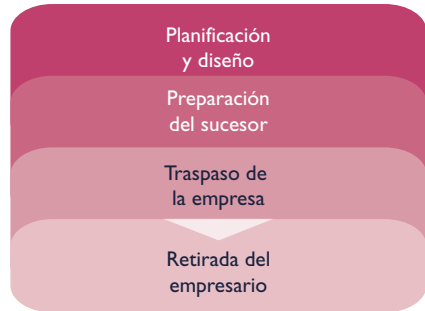 Planificación
y diseño
Preparación
del sucesor
Traspaso de
la empresa
Retirada del
empresario